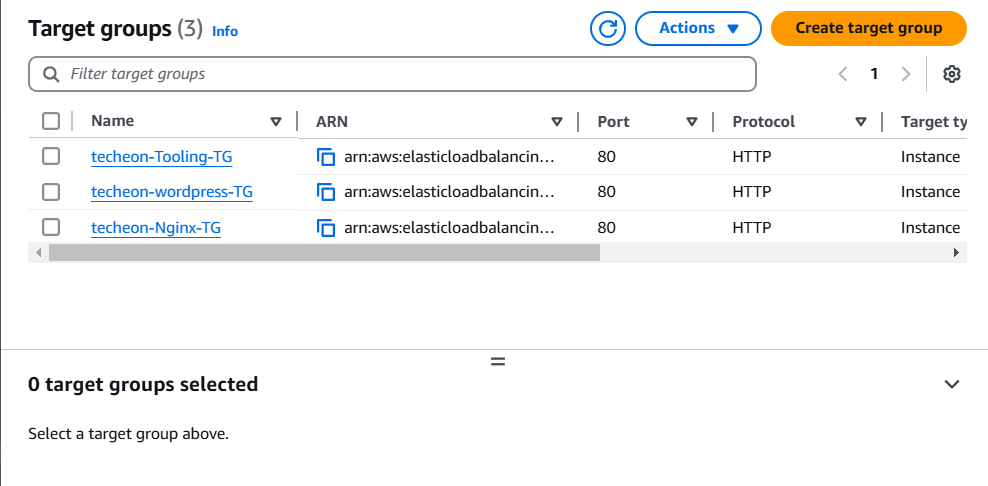 Target groups (3) Info Actions Create target group
Filter target groups 1
Name ARN Port Protocol Target ty
techeon-Tooling-TG arn:aws:elasticloadbalancin... 80 HTTP Instance
techeon-wordpress-TG arn:aws:elasticloadbalancin... 80 HTTP Instance
techeon-Nginx-TG arn:aws:elasticloadbalancin... 80 HTTP Instance
0 target groups selected
Select a target group above.